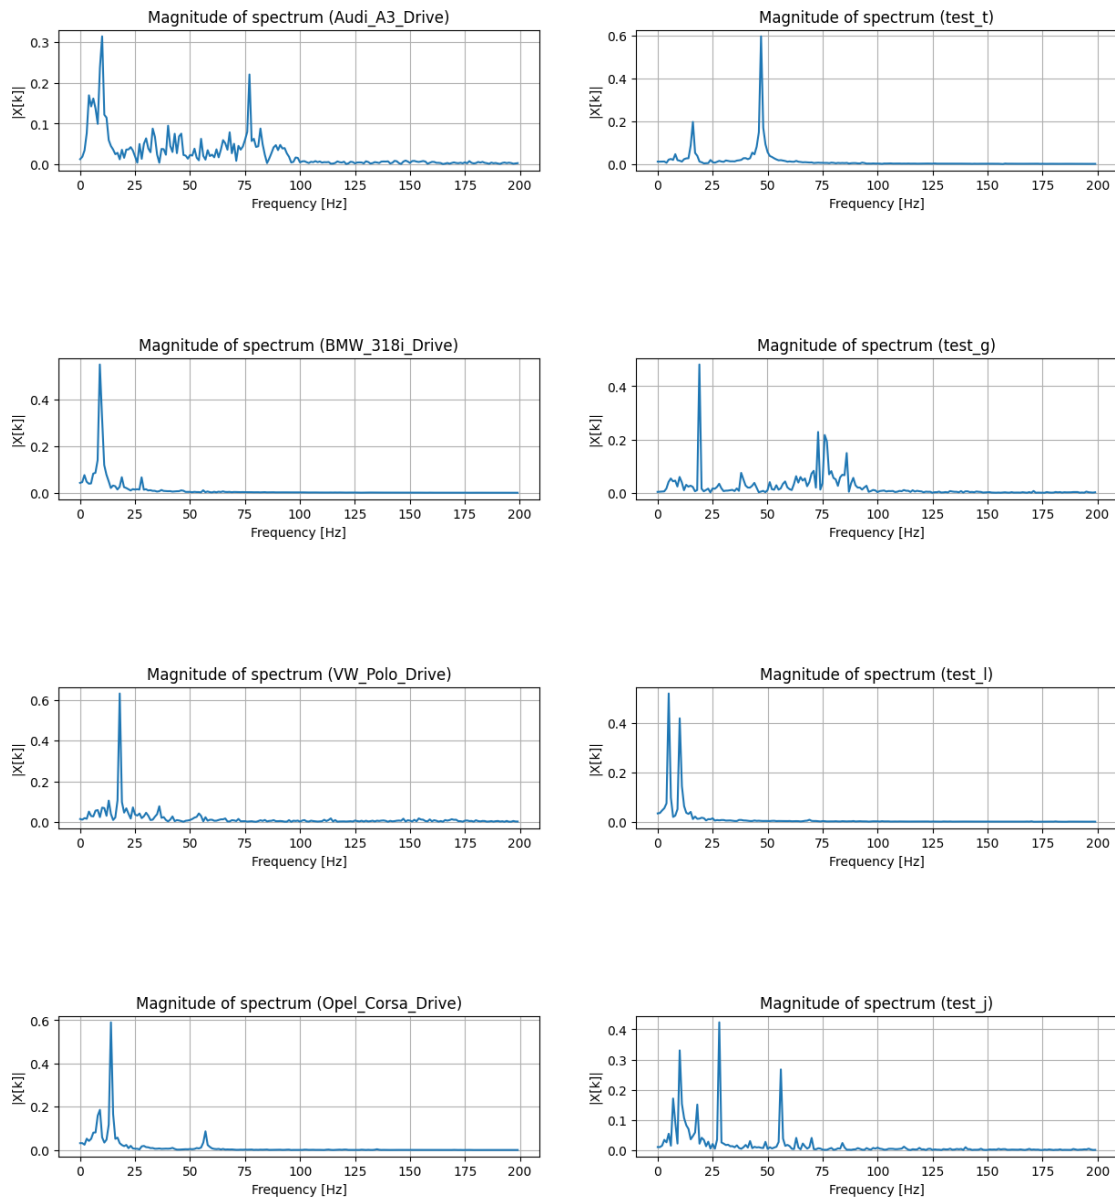 Magnitude of spectrum (Audi_A3_Drive)
|X[k]|
0.3
0.2
0.1
0.0
0 25 50 75 100 125 150 175 200
Frequency [Hz]
Magnitude of spectrum (test_t)
|X[k]|
0.6
0.4
0.2
0.0
0 25 50 75 100 125 150 175 200
Frequency [Hz]
Magnitude of spectrum (BMW_318i_Drive)
|X[k]|
0.4
0.2
0.0
0 25 50 75 100 125 150 175 200
Frequency [Hz]
Magnitude of spectrum (test_g)
|X[k]|
0.4
0.2
0.0
0 25 50 75 100 125 150 175 200
Frequency [Hz]
Magnitude of spectrum (VW_Polo_Drive)
|X[k]|
0.6
0.4
0.2
0.0
0 25 50 75 100 125 150 175 200
Frequency [Hz]
Magnitude of spectrum (test_l)
|X[k]|
0.4
0.2
0.0
0 25 50 75 100 125 150 175 200
Frequency [Hz]
Magnitude of spectrum (Opel_Corsa_Drive)
|X[k]|
0.6
0.4
0.2
0.0
0 25 50 75 100 125 150 175 200
Frequency [Hz]
Magnitude of spectrum (test_j)
|X[k]|
0.4
0.3
0.2
0.1
0.0
0 25 50 75 100 125 150 175 200
Frequency [Hz]